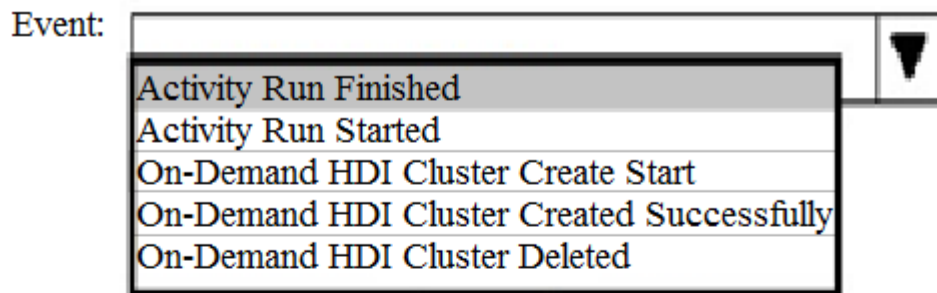 Event:
Activity Run Finished
Activity Run Started
On-Demand HDI Cluster Create Start
On-Demand HDI Cluster Created Successfully
On-Demand HDI Cluster Deleted